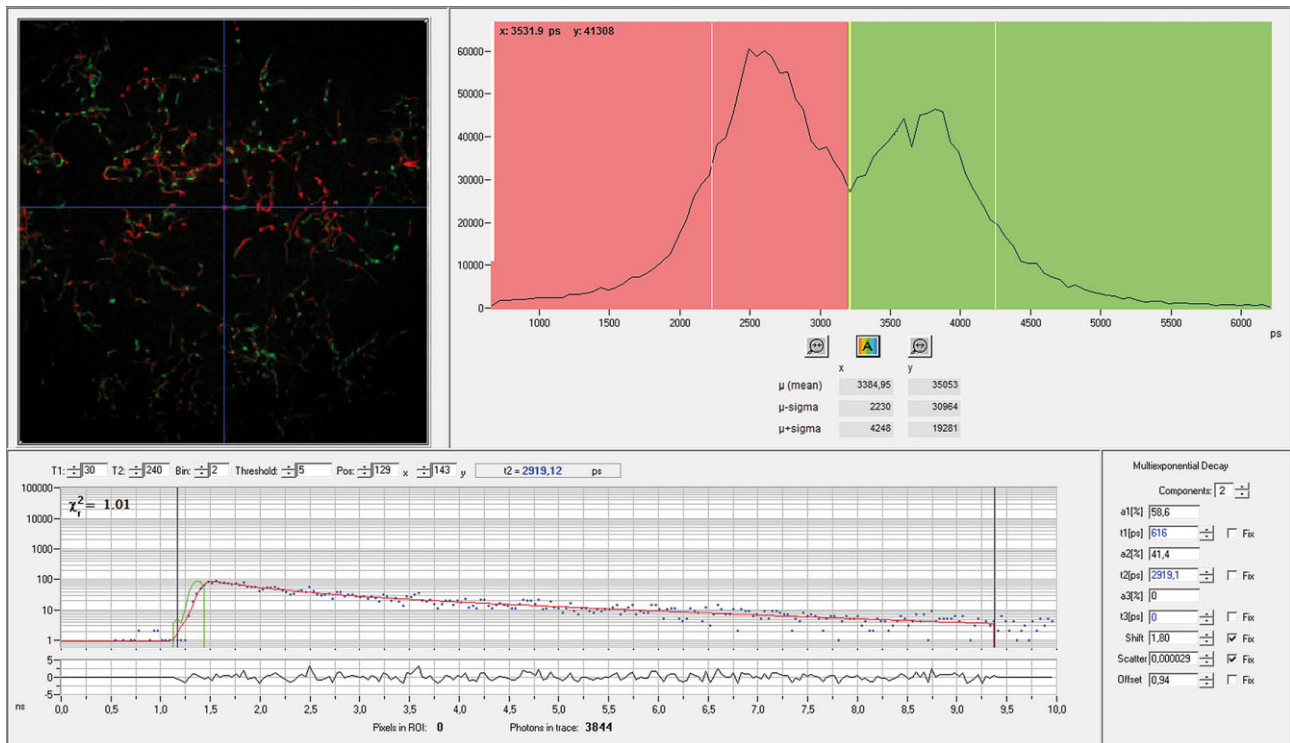 x: 3531.9 ps y: 41308
60000
50000
40000
30000
20000
10000
0
1000 1500 2000 2500 3000 3500 4000 4500 5000 5500 6000
ps
A
x y
µ (mean) 3384,95 35053
µ-sigma 2230 30964
µ+sigma 4248 19281
T1: 30 T2: 240 Bin: 2 Threshold: 5 Pos: 129 x 143 y t2 = 2919,12 ps
100000
10000
1000
100
10
1
χ²r = 1.01
5
0
-5
ns
0,0 0,5 1,0 1,5 2,0 2,5 3,0 3,5 4,0 4,5 5,0 5,5 6,0 6,5 7,0 7,5 8,0 8,5 9,0 9,5 10,0
Pixels in ROI: 0 Photons in trace: 3844
Multiexponential Decay
Components: 2
a1[%] 58,6
t1[ps] 616 Fix
a2[%] 41,4
t2[ps] 2919,1 Fix
a3[%] 0
t3[ps] 0 Fix
Shift 1,80 Fix
Scatter 0,000029 Fix
Offset 0,94 Fix